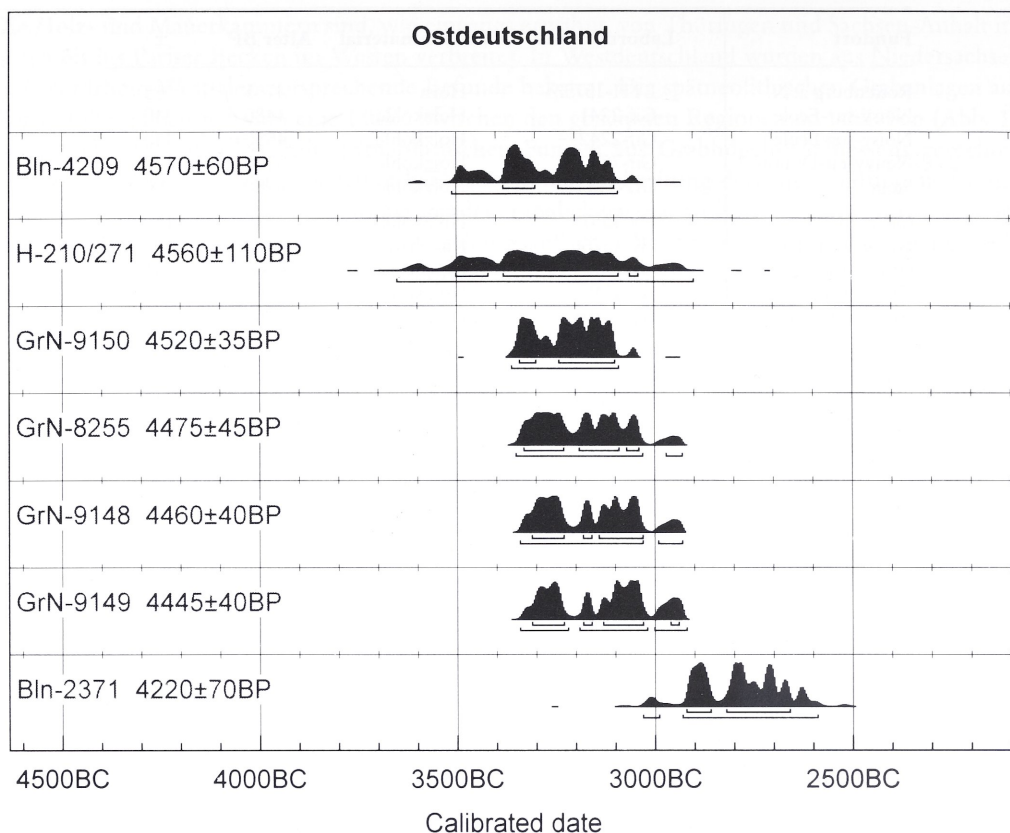 Ostdeutschland
Bln-4209 4570±60BP
H-210/271 4560±110BP
GrN-9150 4520±35BP
GrN-8255 4475±45BP
GrN-9148 4460±40BP
GrN-9149 4445±40BP
Bln-2371 4220±70BP
4500BC 4000BC 3500BC 3000BC 2500BC
Calibrated date